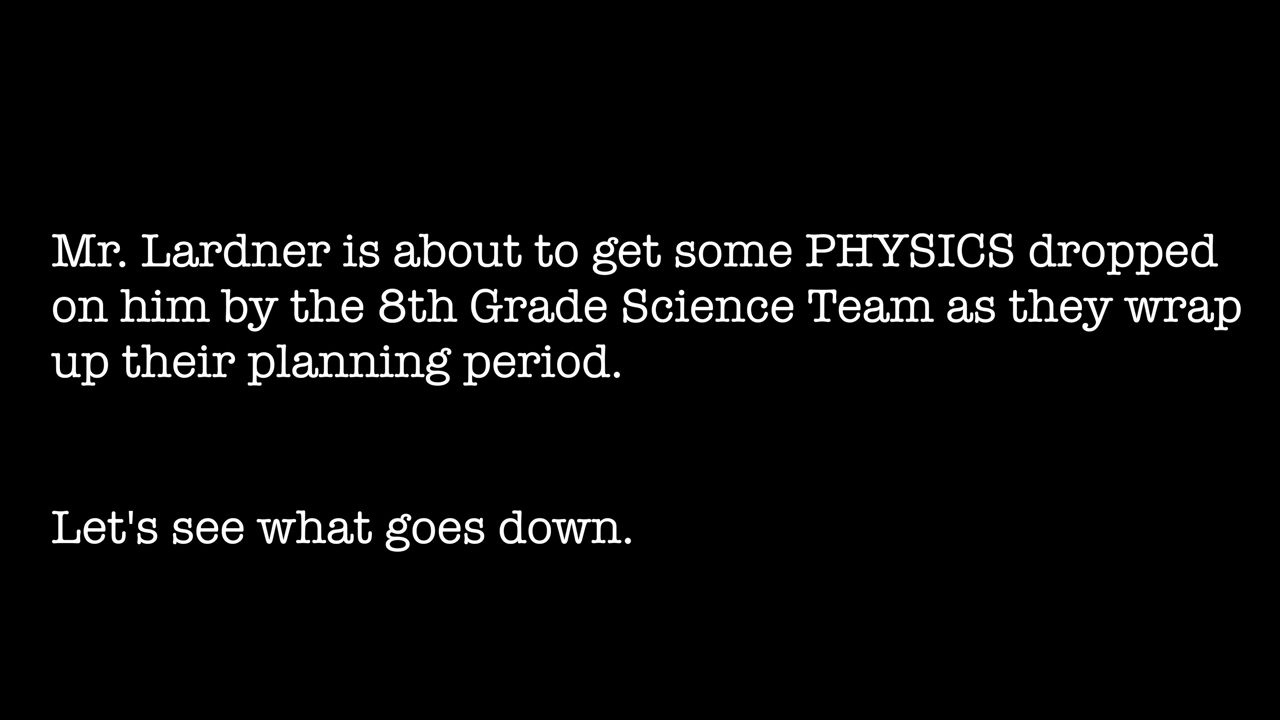 Mr. Lardner is about to get some PHYSICS dropped
on him by the 8th Grade Science Team as they wrap
up their planning period.
Let's see what goes down.